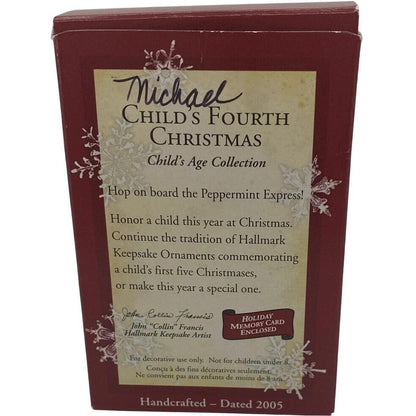 Michael
CHILD'S FOURTH
CHRISTMAS
Child's Age Collection
Hop on board the Peppermint Express!
Honor a child this year at Christmas.
Continue the tradition of Hallmark
Keepsake Ornaments commemorating
a child's first five Christmases,
or make this year a special one.
John Collin Francis
John "Collin" Francis
Hallmark Keepsake Artist
HOLIDAY
MEMORY CARD
ENCLOSED
For decorative use only. Not for children under 8.
Conçu à des fins décoratives seulement.
Ne convient pas aux enfants de moins de 8 ans.
Handcrafted – Dated 2005